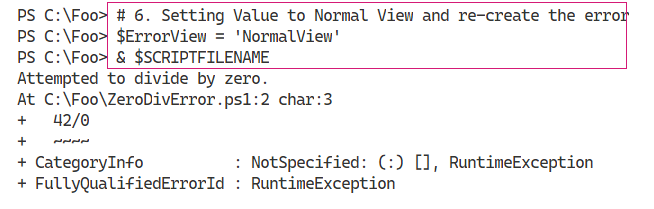 PS C:\Foo> # 6. Setting Value to Normal View and re-create the error
PS C:\Foo> $ErrorView = 'NormalView'
PS C:\Foo> & $SCRIPTFILENAME
Attempted to divide by zero.
At C:\Foo\ZeroDivError.ps1:2 char:3
+   42/0
+   ~~~~
+ CategoryInfo          : NotSpecified: (:) [], RuntimeException
+ FullyQualifiedErrorId : RuntimeException